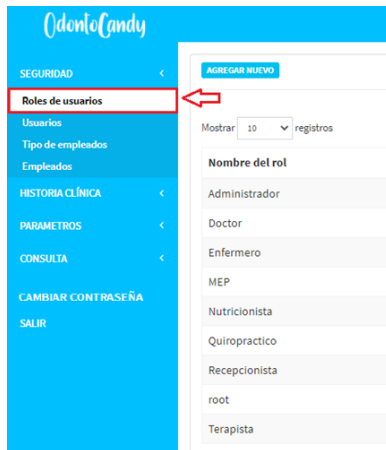 OdontoCandy
SEGURIDAD
Roles de usuarios
Usuarios
Tipo de empleados
Empleados
HISTORIA CLÍNICA
PARAMETROS
CONSULTA
CAMBIAR CONTRASEÑA
SALIR
AGREGAR NUEVO
Mostrar 10 registros
Nombre del rol
Administrador
Doctor
Enfermero
MEP
Nutricionista
Quiropractico
Recepcionista
root
Terapista